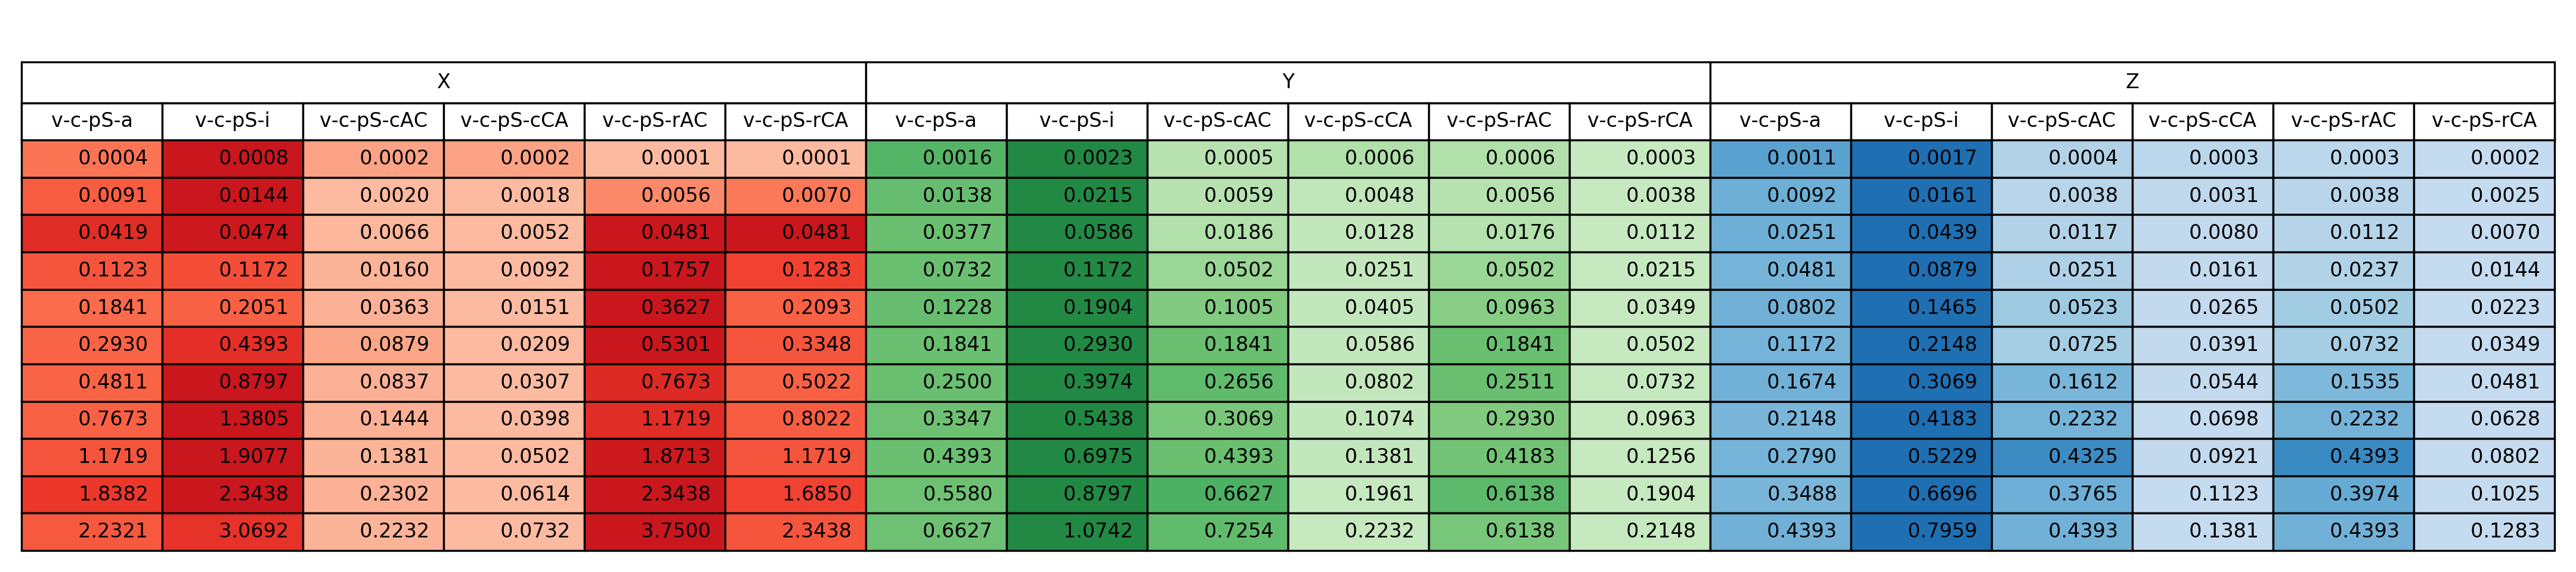 X Y Z
v-c-pS-a v-c-pS-i v-c-pS-cAC v-c-pS-cCA v-c-pS-rAC v-c-pS-rCA v-c-pS-a v-c-pS-i v-c-pS-cAC v-c-pS-cCA v-c-pS-rAC v-c-pS-rCA v-c-pS-a v-c-pS-i v-c-pS-cAC v-c-pS-cCA v-c-pS-rAC v-c-pS-rCA
0.0004 0.0008 0.0002 0.0002 0.0001 0.0001 0.0016 0.0023 0.0005 0.0006 0.0006 0.0003 0.0011 0.0017 0.0004 0.0003 0.0003 0.0002
0.0091 0.0144 0.0020 0.0018 0.0056 0.0070 0.0138 0.0215 0.0059 0.0048 0.0056 0.0038 0.0092 0.0161 0.0038 0.0031 0.0038 0.0025
0.0419 0.0474 0.0066 0.0052 0.0481 0.0481 0.0377 0.0586 0.0186 0.0128 0.0176 0.0112 0.0251 0.0439 0.0117 0.0080 0.0112 0.0070
0.1123 0.1172 0.0160 0.0092 0.1757 0.1283 0.0732 0.1172 0.0502 0.0251 0.0502 0.0215 0.0481 0.0879 0.0251 0.0161 0.0237 0.0144
0.1841 0.2051 0.0363 0.0151 0.3627 0.2093 0.1228 0.1904 0.1005 0.0405 0.0963 0.0349 0.0802 0.1465 0.0523 0.0265 0.0502 0.0223
0.2930 0.4393 0.0879 0.0209 0.5301 0.3348 0.1841 0.2930 0.1841 0.0586 0.1841 0.0502 0.1172 0.2148 0.0725 0.0391 0.0732 0.0349
0.4811 0.8797 0.0837 0.0307 0.7673 0.5022 0.2500 0.3974 0.2656 0.0802 0.2511 0.0732 0.1674 0.3069 0.1612 0.0544 0.1535 0.0481
0.7673 1.3805 0.1444 0.0398 1.1719 0.8022 0.3347 0.5438 0.3069 0.1074 0.2930 0.0963 0.2148 0.4183 0.2232 0.0698 0.2232 0.0628
1.1719 1.9077 0.1381 0.0502 1.8713 1.1719 0.4393 0.6975 0.4393 0.1381 0.4183 0.1256 0.2790 0.5229 0.4325 0.0921 0.4393 0.0802
1.8382 2.3438 0.2302 0.0614 2.3438 1.6850 0.5580 0.8797 0.6627 0.1961 0.6138 0.1904 0.3488 0.6696 0.3765 0.1123 0.3974 0.1025
2.2321 3.0692 0.2232 0.0732 3.7500 2.3438 0.6627 1.0742 0.7254 0.2232 0.6138 0.2148 0.4393 0.7959 0.4393 0.1381 0.4393 0.1283